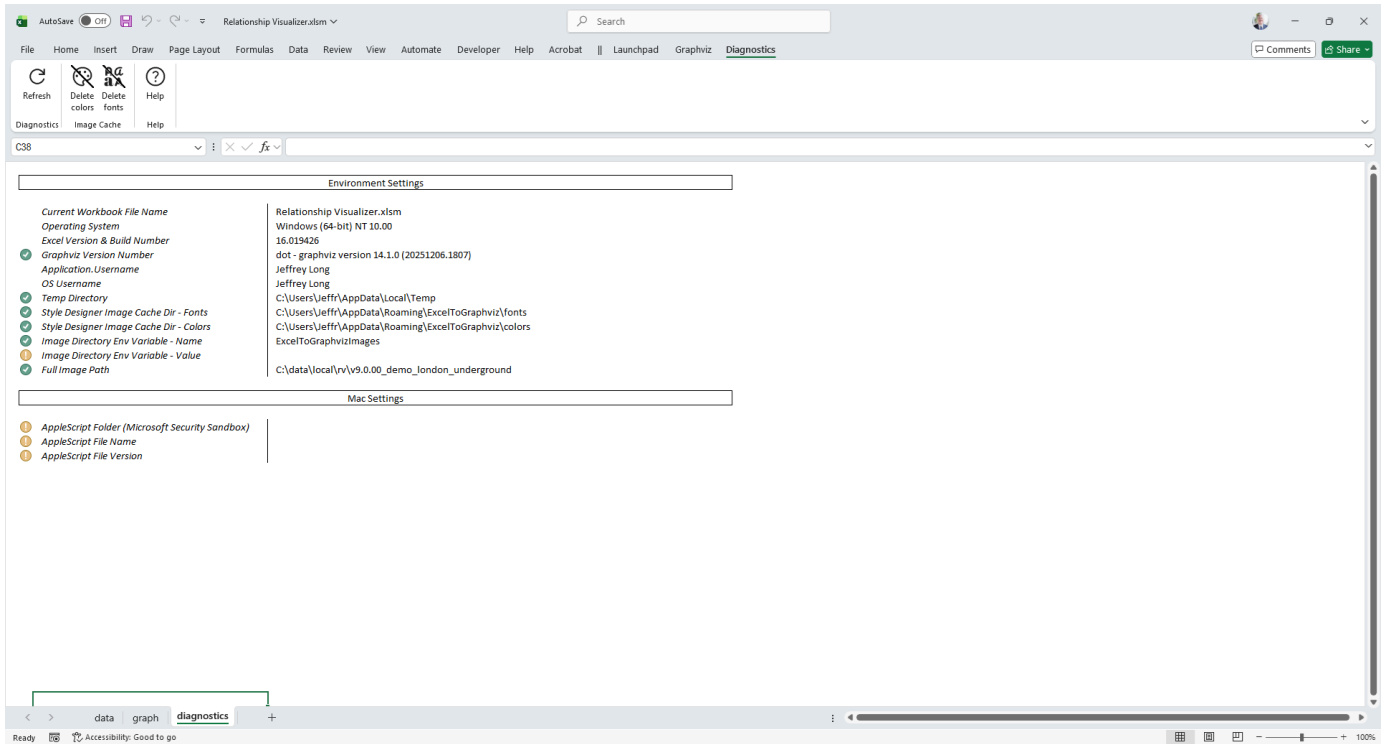 AutoSave Off Relationship Visualizer.xlsm Search
File Home Insert Draw Page Layout Formulas Data Review View Automate Developer Help Acrobat || Launchpad Graphviz Diagnostics Comments Share
Refresh Delete colors Delete fonts Help
Diagnostics Image Cache Help
C38 fx
Environment Settings
Current Workbook File Name Relationship Visualizer.xlsm
Operating System Windows (64-bit) NT 10.00
Excel Version & Build Number 16.019426
Graphviz Version Number dot - graphviz version 14.1.0 (20251206.1807)
Application.Username Jeffrey Long
OS Username Jeffrey Long
Temp Directory C:\Users\Jeffr\AppData\Local\Temp
Style Designer Image Cache Dir - Fonts C:\Users\Jeffr\AppData\Roaming\ExcelToGraphviz\fonts
Style Designer Image Cache Dir - Colors C:\Users\Jeffr\AppData\Roaming\ExcelToGraphviz\colors
Image Directory Env Variable - Name ExcelToGraphvizImages
Image Directory Env Variable - Value
Full Image Path C:\data\local\rv\v9.0.00_demo_london_underground
Mac Settings
AppleScript Folder (Microsoft Security Sandbox)
AppleScript File Name
AppleScript File Version
data graph diagnostics
Ready Accessibility: Good to go 100%